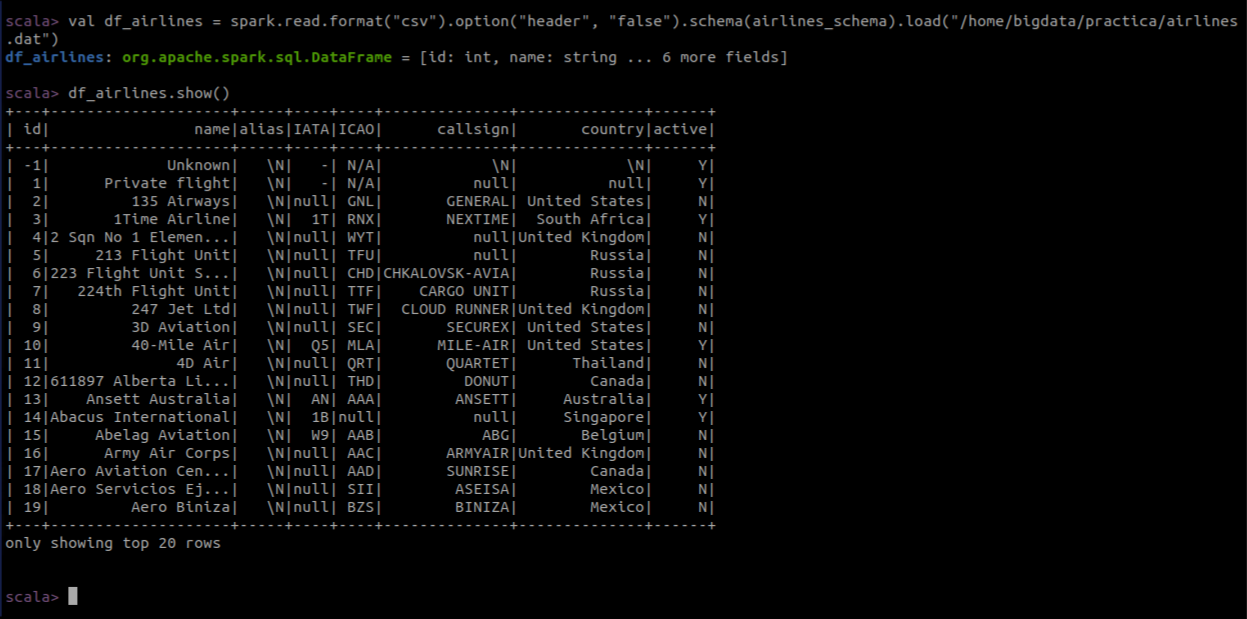 scala> val df_airlines = spark.read.format("csv").option("header", "false").schema(airlines_schema).load("/home/bigdata/practica/airlines
.dat")
df_airlines: org.apache.spark.sql.DataFrame = [id: int, name: string ... 6 more fields]
scala> df_airlines.show()
+---+--------------------+-----+----+----+--------------+--------------+------+
| id|                name|alias|IATA|ICAO|      callsign|       country|active|
+---+--------------------+-----+----+----+--------------+--------------+------+
| -1|             Unknown|   \N|   -| N/A|            \N|            \N|     Y|
|  1|      Private flight|   \N|   -| N/A|          null|          null|     Y|
|  2|         135 Airways|   \N|null| GNL|       GENERAL| United States|     N|
|  3|       1Time Airline|   \N|  1T| RNX|      NEXTIME|  South Africa|     Y|
|  4|2 Sqn No 1 Elemen...|   \N|null| WYT|          null|United Kingdom|     N|
|  5|     213 Flight Unit|   \N|null| TFU|          null|        Russia|     N|
|  6|223 Flight Unit S...|   \N|null| CHD|CHKALOVSK-AVIA|        Russia|     N|
|  7|   224th Flight Unit|   \N|null| TTF|    CARGO UNIT|        Russia|     N|
|  8|         247 Jet Ltd|   \N|null| TWF|  CLOUD RUNNER|United Kingdom|     N|
|  9|         3D Aviation|   \N|null| SEC|       SECUREX| United States|     N|
| 10|         40-Mile Air|   \N|  Q5| MLA|      MILE-AIR| United States|     Y|
| 11|              4D Air|   \N|null| QRT|       QUARTET|      Thailand|     N|
| 12|611897 Alberta Li...|   \N|null| THD|         DONUT|        Canada|     N|
| 13|    Ansett Australia|   \N|  AN| AAA|        ANSETT|     Australia|     Y|
| 14|Abacus International|   \N|  1B|null|          null|     Singapore|     Y|
| 15|     Abelag Aviation|   \N|  W9| AAB|           ABG|       Belgium|     N|
| 16|      Army Air Corps|   \N|null| AAC|       ARMYAIR|United Kingdom|     N|
| 17|Aero Aviation Cen...|   \N|null| AAD|       SUNRISE|        Canada|     N|
| 18|Aero Servicios Ej...|   \N|null| SII|        ASEISA|        Mexico|     N|
| 19|         Aero Biniza|   \N|null| BZS|        BINIZA|        Mexico|     N|
+---+--------------------+-----+----+----+--------------+--------------+------+
only showing top 20 rows
scala>